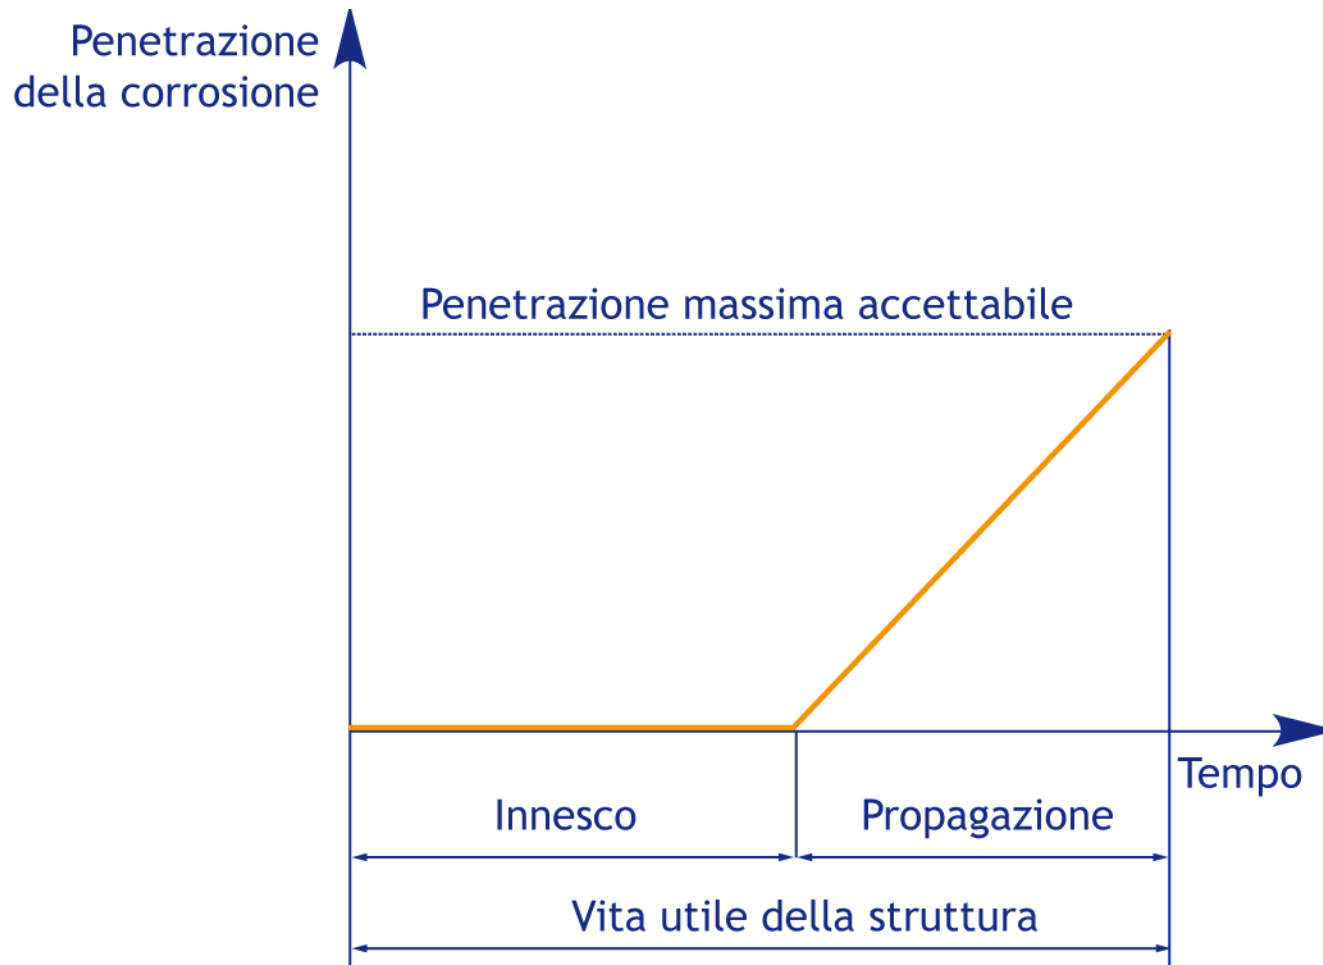 Penetrazione
della corrosione
Penetrazione massima accettabile
Tempo
Innesco
Propagazione
Vita utile della struttura